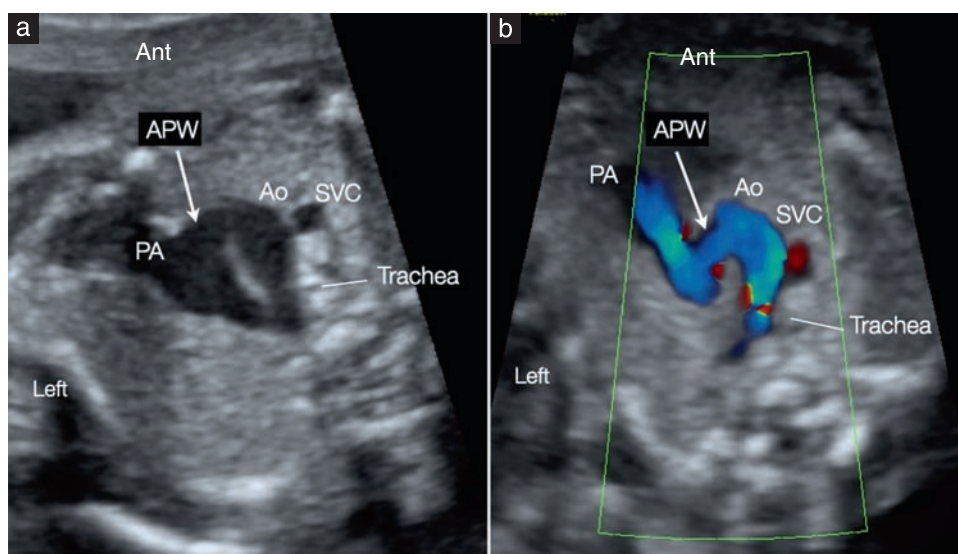 a
Ant
APW
Ao
SVC
PA
Trachea
Left
b
Ant
APW
PA
Ao
SVC
Trachea
Left